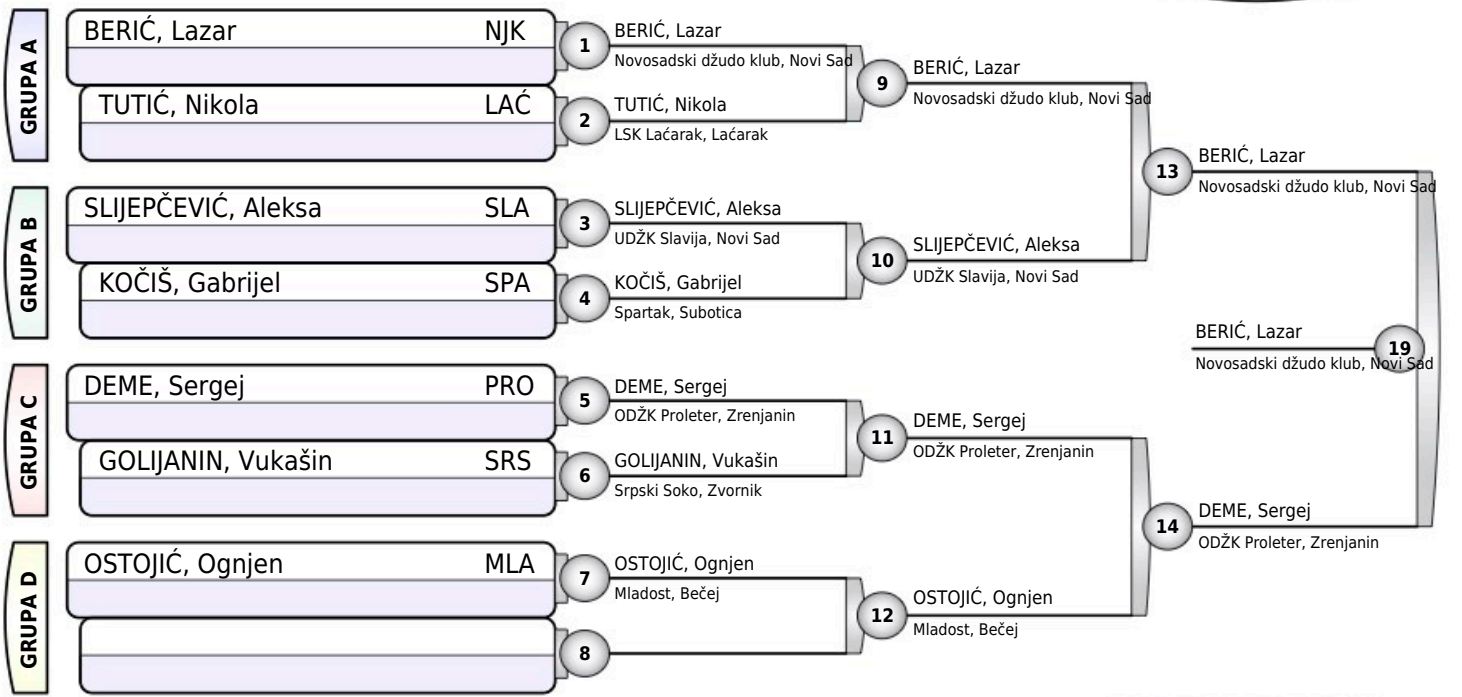 GRUPA A
BERIĆ, Lazar NJK
TUTIĆ, Nikola LAĆ
GRUPA B
SLIJEPČEVIĆ, Aleksa SLA
KOČIŠ, Gabrijel SPA
GRUPA C
DEME, Sergej PRO
GOLIJANIN, Vukašin SRS
GRUPA D
OSTOJIĆ, Ognjen MLA
1
BERIĆ, Lazar
Novosadski džudo klub, Novi Sad
2
TUTIĆ, Nikola
LSK Laćarak, Laćarak
3
SLIJEPČEVIĆ, Aleksa
UDŽK Slavija, Novi Sad
4
KOČIŠ, Gabrijel
Spartak, Subotica
5
DEME, Sergej
ODŽK Proleter, Zrenjanin
6
GOLIJANIN, Vukašin
Srpski Soko, Zvornik
7
OSTOJIĆ, Ognjen
Mladost, Bečej
8
9
BERIĆ, Lazar
Novosadski džudo klub, Novi Sad
10
SLIJEPČEVIĆ, Aleksa
UDŽK Slavija, Novi Sad
11
DEME, Sergej
ODŽK Proleter, Zrenjanin
12
OSTOJIĆ, Ognjen
Mladost, Bečej
13
BERIĆ, Lazar
Novosadski džudo klub, Novi Sad
14
DEME, Sergej
ODŽK Proleter, Zrenjanin
BERIĆ, Lazar
19
Novosadski džudo klub, Novi Sad